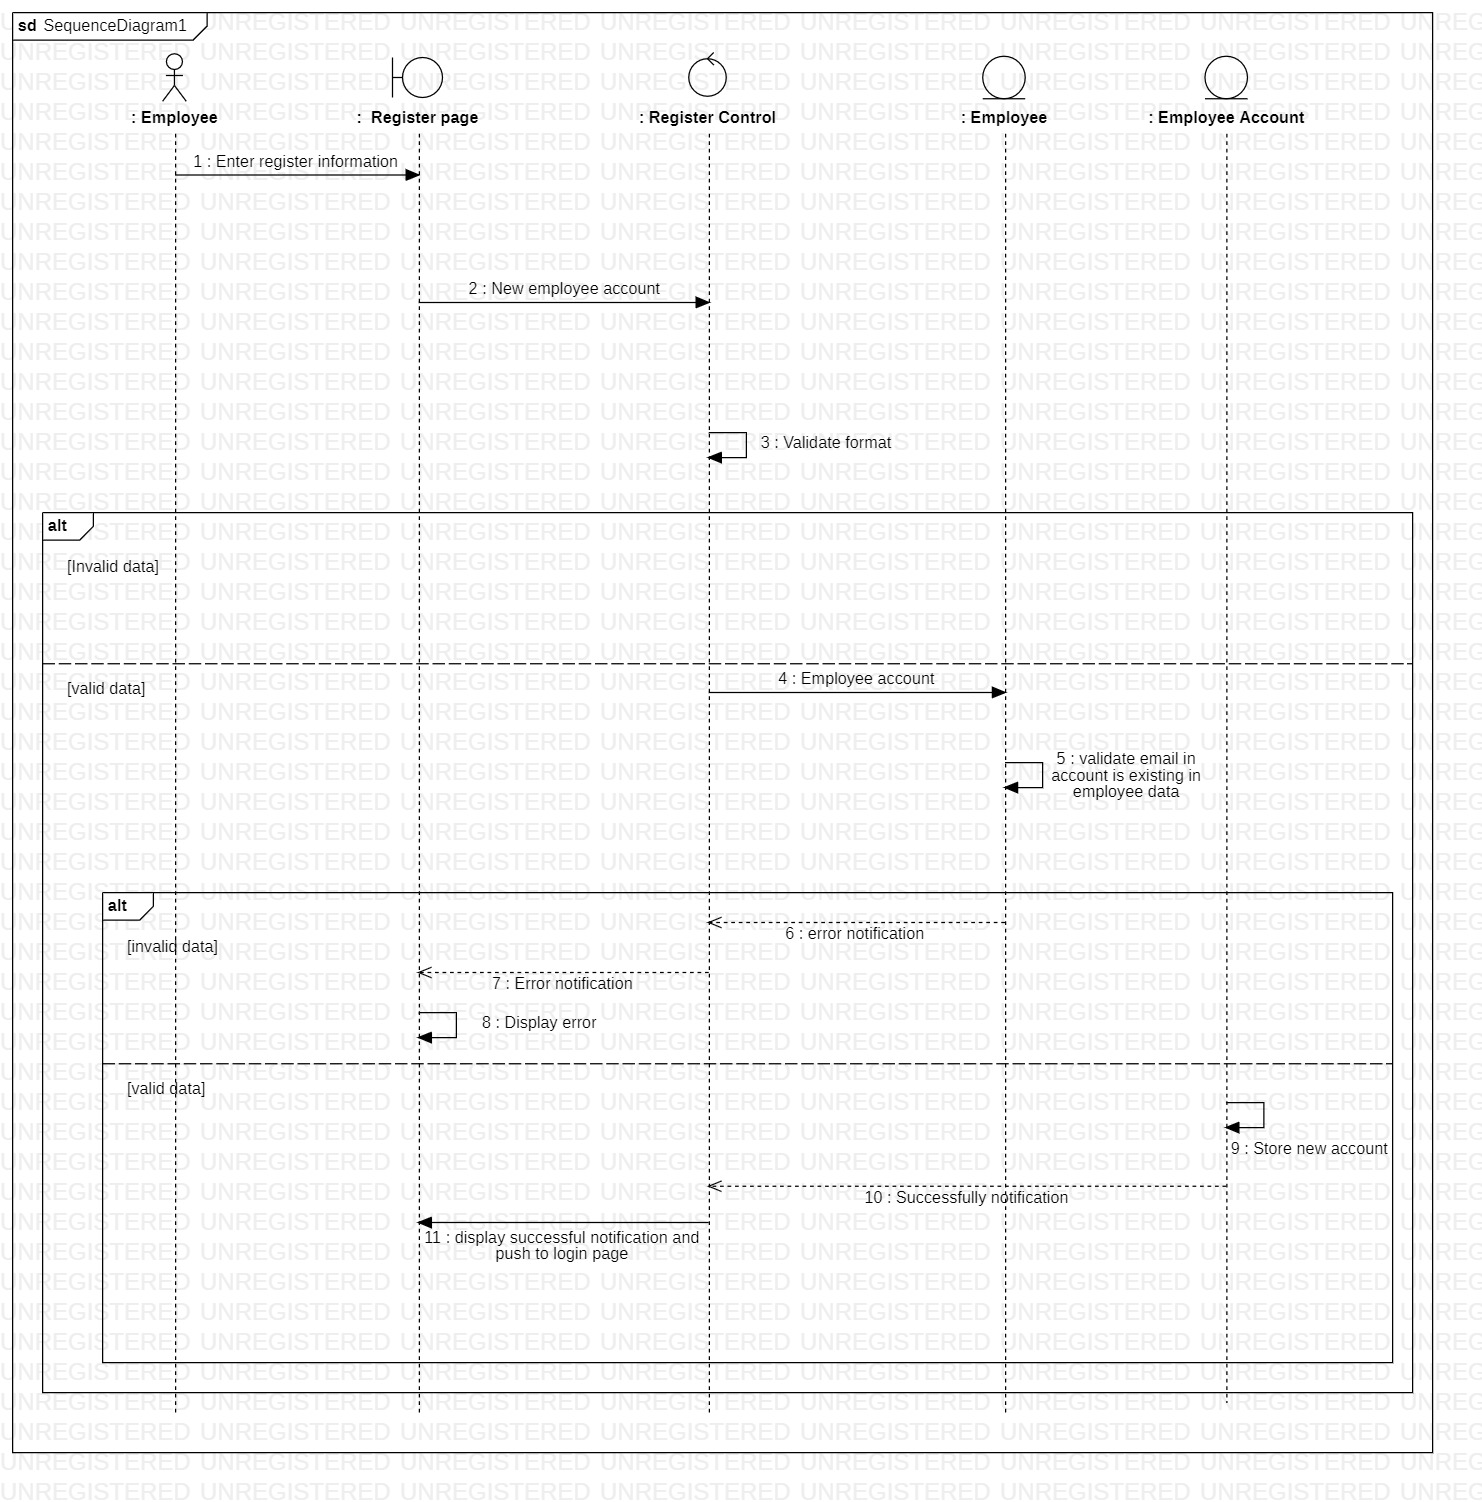 sd SequenceDiagram1
: Employee
: Register page
: Register Control
: Employee
: Employee Account
1 : Enter register information
2 : New employee account
3 : Validate format
alt
[Invalid data]
[valid data]
4 : Employee account
5 : validate email in
account is existing in
employee data
alt
[invalid data]
6 : error notification
7 : Error notification
8 : Display error
[valid data]
9 : Store new account
10 : Successfully notification
11 : display successful notification and
push to login page
UNREGISTERED